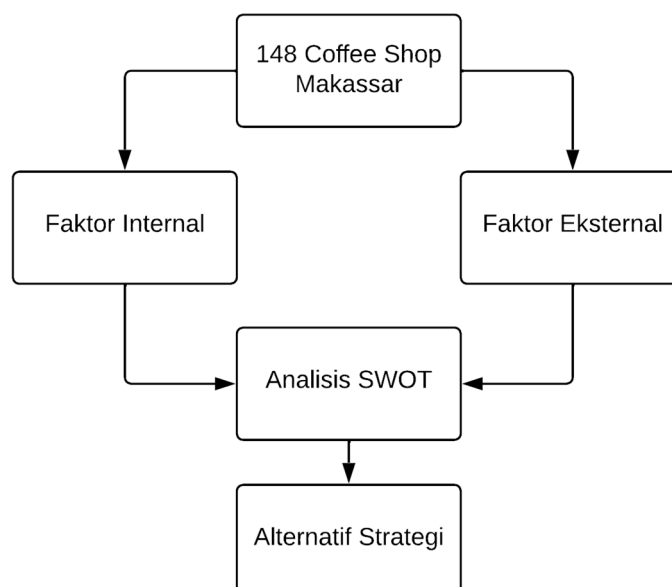 148 Coffee Shop
Makassar
Faktor Internal
Faktor Eksternal
Analisis SWOT
Alternatif Strategi